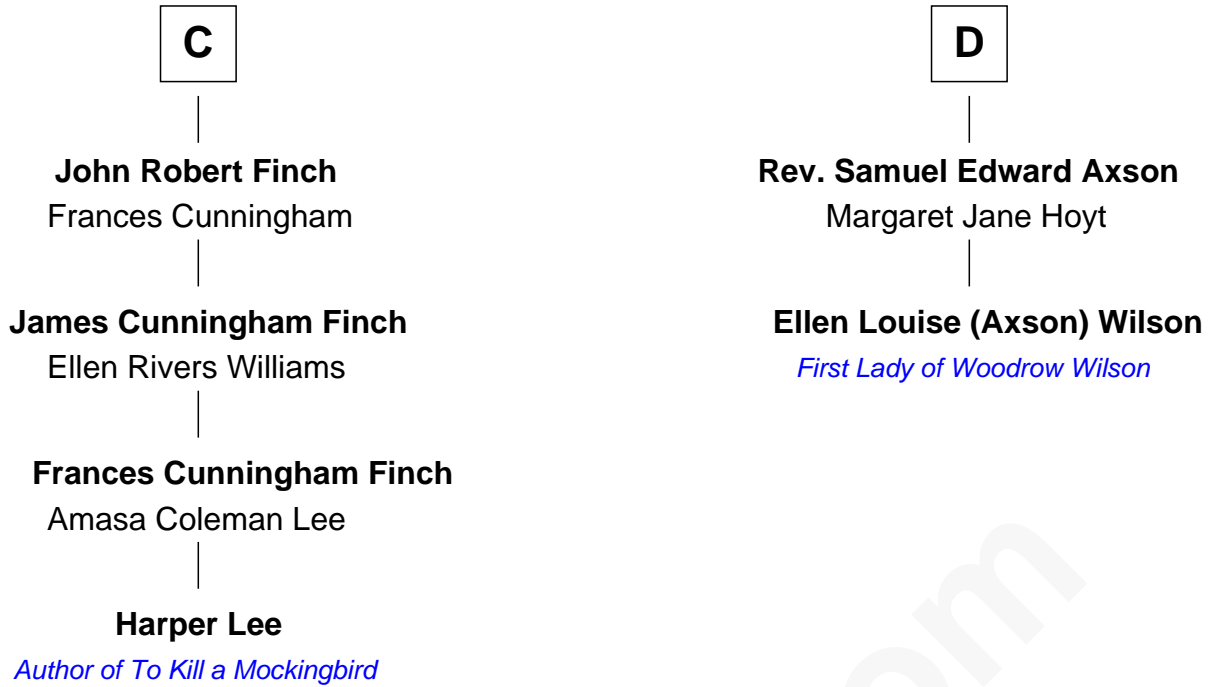 C
John Robert Finch
Frances Cunningham
James Cunningham Finch
Ellen Rivers Williams
Frances Cunningham Finch
Amasa Coleman Lee
Harper Lee
Author of To Kill a Mockingbird
D
Rev. Samuel Edward Axson
Margaret Jane Hoyt
Ellen Louise (Axson) Wilson
First Lady of Woodrow Wilson
om